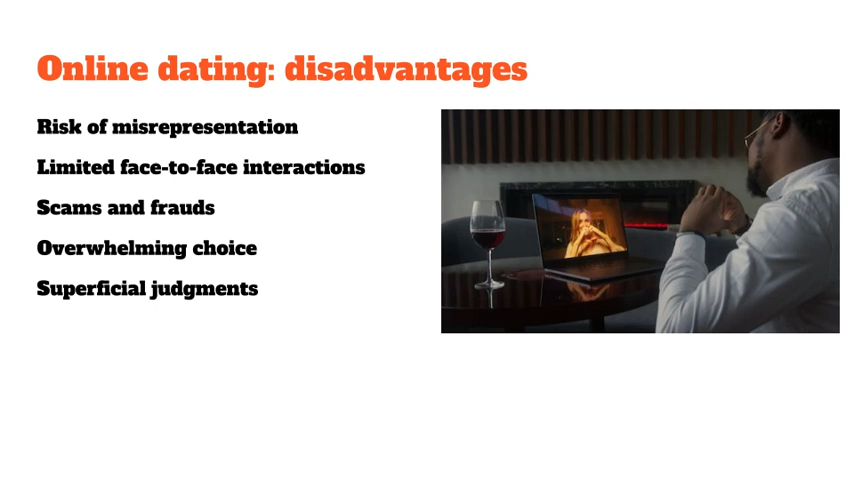 Online dating: disadvantages
Risk of misrepresentation
Limited face-to-face interactions
Scams and frauds
Overwhelming choice
Superficial judgments